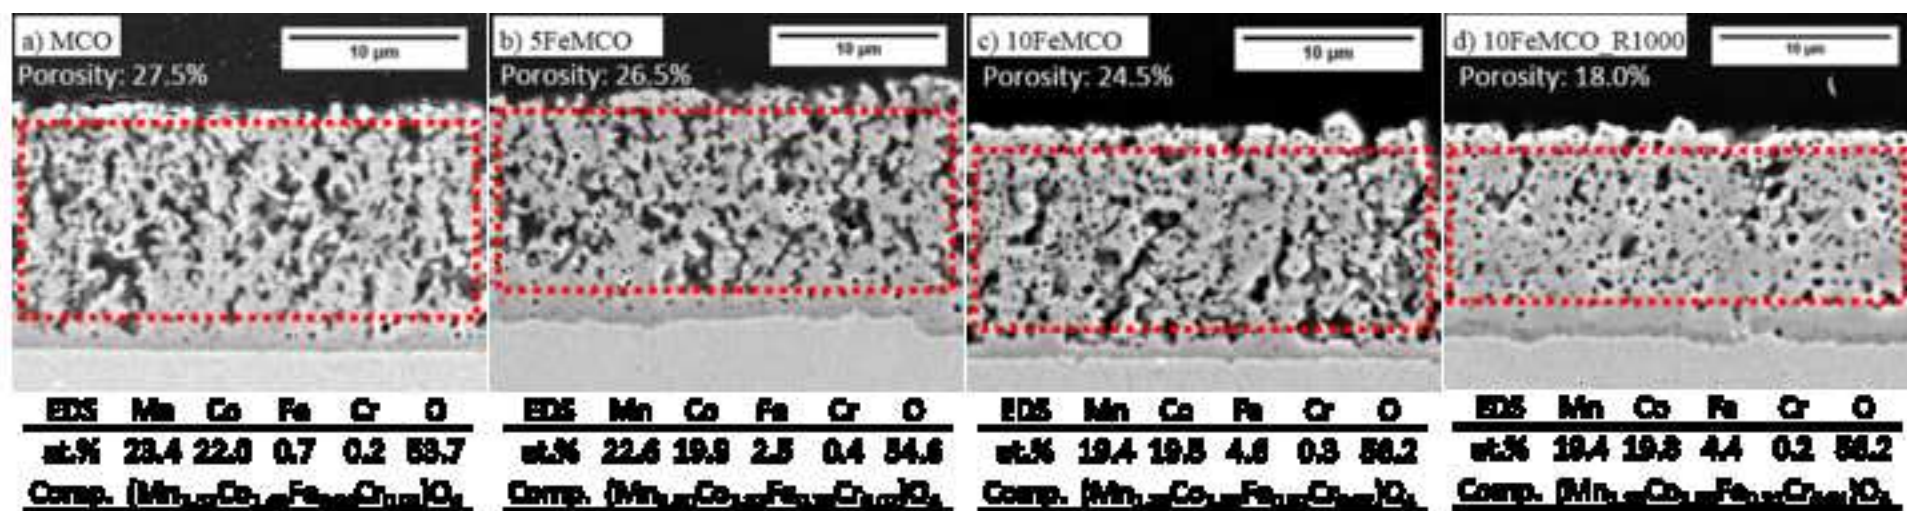 a) MCO
10 µm
Porosity: 27.5%
b) 5FeMCO
10 µm
Porosity: 26.5%
c) 10FeMCO
10 µm
Porosity: 24.5%
d) 10FeMCO_R1000
10 µm
Porosity: 18.0%
EDS Mn Co Fe Cr O
at.% 23.4 22.0 0.7 0.2 53.7
Comp.
EDS Mn Co Fe Cr O
at.% 22.6 19.9 2.5 0.4 54.6
Comp.
EDS Mn Co Fe Cr O
at.% 19.4 19.5 0.3 56.2
Comp.
EDS Mn Co Fe Cr O
at.% 19.4 19.8 4.4 0.2 56.2
Comp.